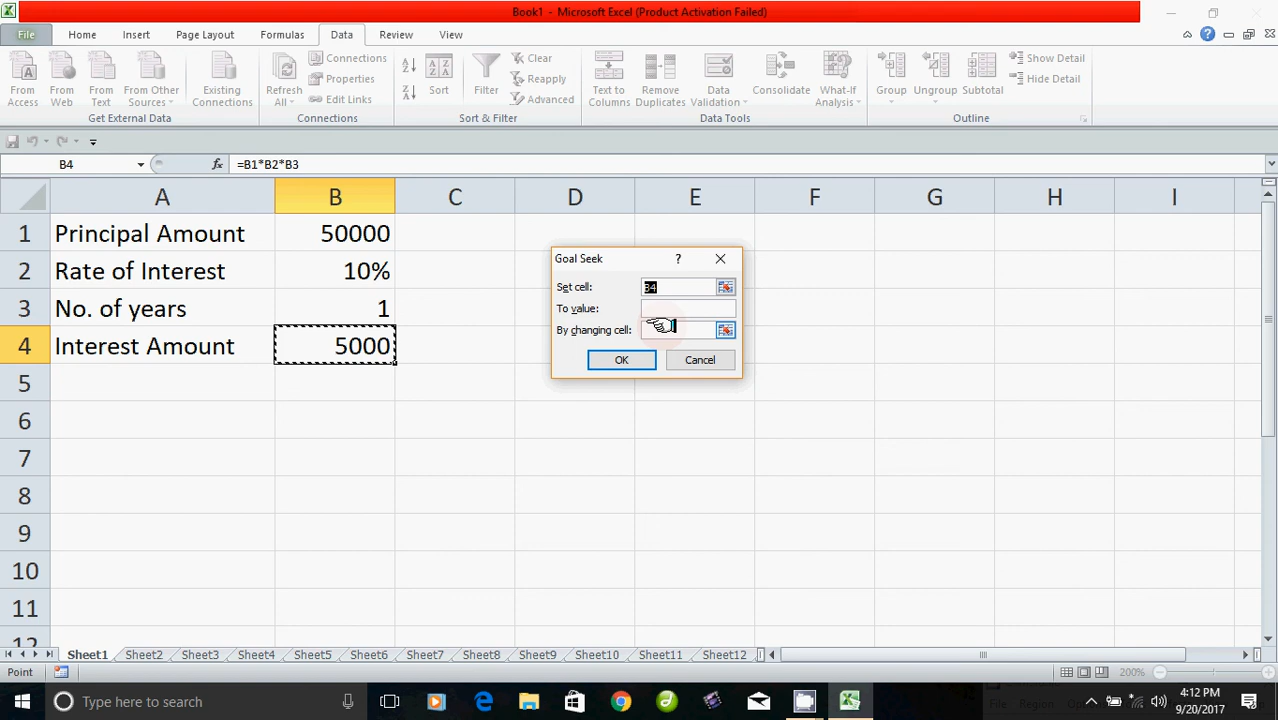 Book1 - Microsoft Excel (Product Activation Failed)
File Home Insert Page Layout Formulas Data Review View
From Access
From Web
From Text
From Other Sources
Existing Connections
Get External Data
Refresh All
Connections
Properties
Edit Links
Connections
Sort
Filter
Clear
Reapply
Advanced
Sort & Filter
Text to Columns
Remove Duplicates
Data Validation
Consolidate
What-If Analysis
Data Tools
Group
Ungroup
Subtotal
Show Detail
Hide Detail
Outline
B4 fx =B1*B2*B3
A B C D E F G H I
1 Principal Amount 50000
2 Rate of Interest 10%
3 No. of years 1
4 Interest Amount 5000
5
6
7
8
9
10
11
12
Goal Seek ?
Set cell: B4
To value:
By changing cell:
OK Cancel
Sheet1 Sheet2 Sheet3 Sheet4 Sheet5 Sheet6 Sheet7 Sheet8 Sheet9 Sheet10 Sheet11 Sheet12
Point 200%
Type here to search
4:12 PM
9/20/2017